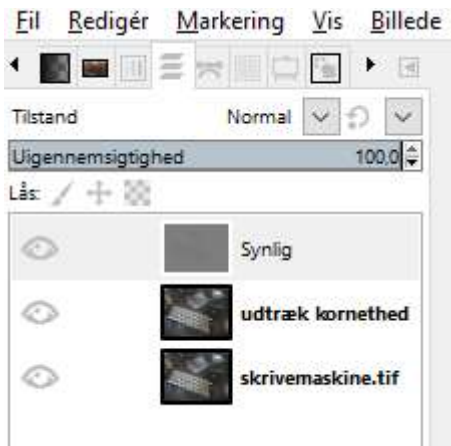 Fil Redigér Markering Vis Billede
Tilstand Normal
Uigennemsigtighed 100,0
Lås:
Synlig
udtræk kornethed
skrivemaskine.tif